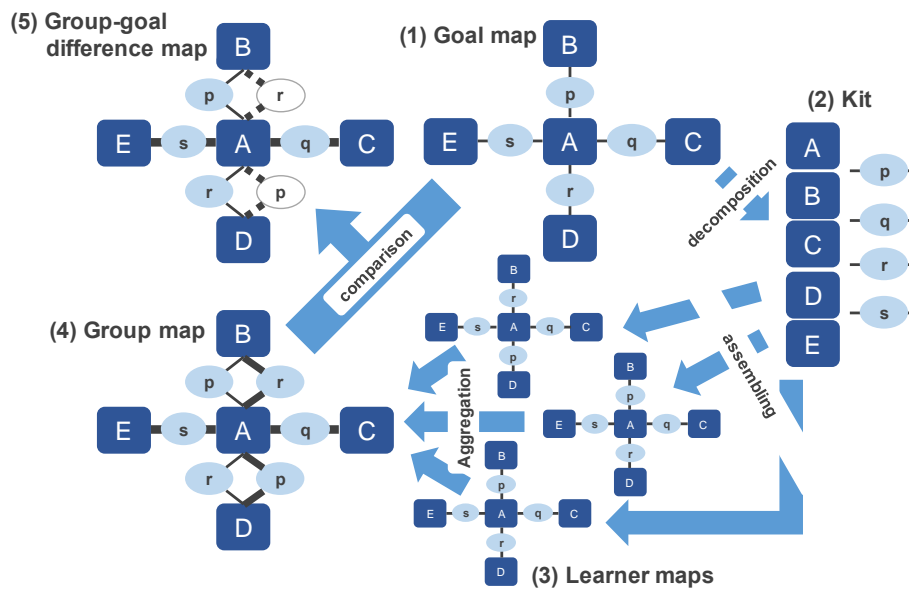 (5) Group-goal
difference map
B
p
r
E
s
A
q
C
r
p
D
(1) Goal map
B
p
E
s
A
q
C
r
D
(2) Kit
A
B
C
D
E
p
q
r
s
decomposition
comparison
assembling
Aggregation
(4) Group map
B
p
r
E
s
A
q
C
r
p
D
B
r
E
s
A
q
C
p
D
B
p
E
s
A
q
C
r
D
B
p
E
s
A
q
C
r
D
(3) Learner maps